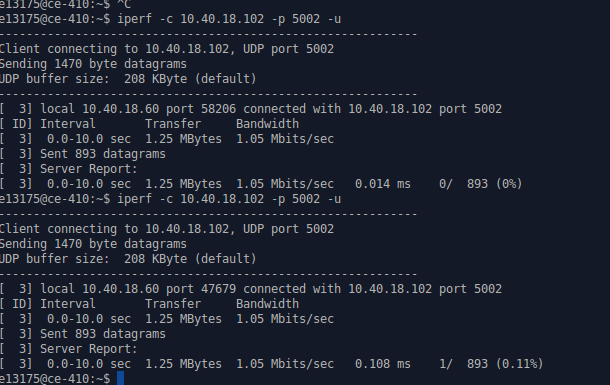 e13175@ce-410:~$ ^C
e13175@ce-410:~$ iperf -c 10.40.18.102 -p 5002 -u
------------------------------------------------------------
Client connecting to 10.40.18.102, UDP port 5002
Sending 1470 byte datagrams
UDP buffer size:  208 KByte (default)
------------------------------------------------------------
[  3] local 10.40.18.60 port 58206 connected with 10.40.18.102 port 5002
[ ID] Interval       Transfer     Bandwidth
[  3]  0.0-10.0 sec  1.25 MBytes  1.05 Mbits/sec
[  3] Sent 893 datagrams
[  3] Server Report:
[  3]  0.0-10.0 sec  1.25 MBytes  1.05 Mbits/sec   0.014 ms    0/  893 (0%)
e13175@ce-410:~$ iperf -c 10.40.18.102 -p 5002 -u
------------------------------------------------------------
Client connecting to 10.40.18.102, UDP port 5002
Sending 1470 byte datagrams
UDP buffer size:  208 KByte (default)
------------------------------------------------------------
[  3] local 10.40.18.60 port 47679 connected with 10.40.18.102 port 5002
[ ID] Interval       Transfer     Bandwidth
[  3]  0.0-10.0 sec  1.25 MBytes  1.05 Mbits/sec
[  3] Sent 893 datagrams
[  3] Server Report:
[  3]  0.0-10.0 sec  1.25 MBytes  1.05 Mbits/sec   0.108 ms    1/  893 (0.11%)
e13175@ce-410:~$